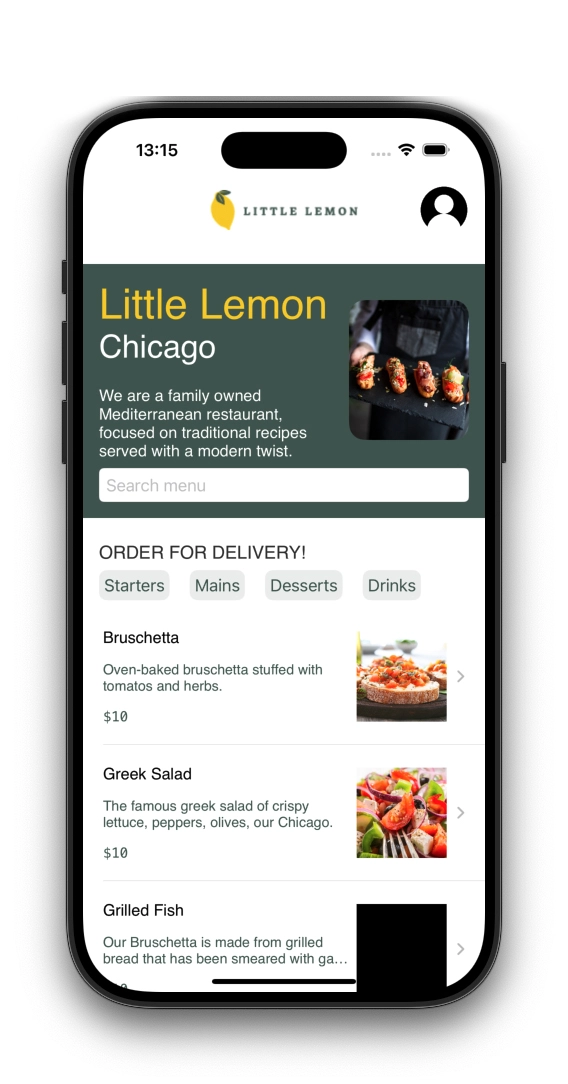 13:15
LITTLE LEMON
Little Lemon
Chicago
We are a family owned
Mediterranean restaurant,
focused on traditional recipes
served with a modern twist.
Search menu
ORDER FOR DELIVERY!
Starters Mains Desserts Drinks
Bruschetta
Oven-baked bruschetta stuffed with
tomatos and herbs.
$10
Greek Salad
The famous greek salad of crispy
lettuce, peppers, olives, our Chicago.
$10
Grilled Fish
Our Bruschetta is made from grilled
bread that has been smeared with ga...